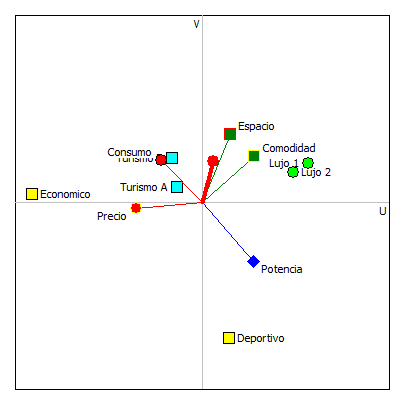 V
Espacio
Comodidad
Consumo
Turismo
Lujo 1
Lujo 2
Turismo A
Economico
Precio
U
Potencia
Deportivo